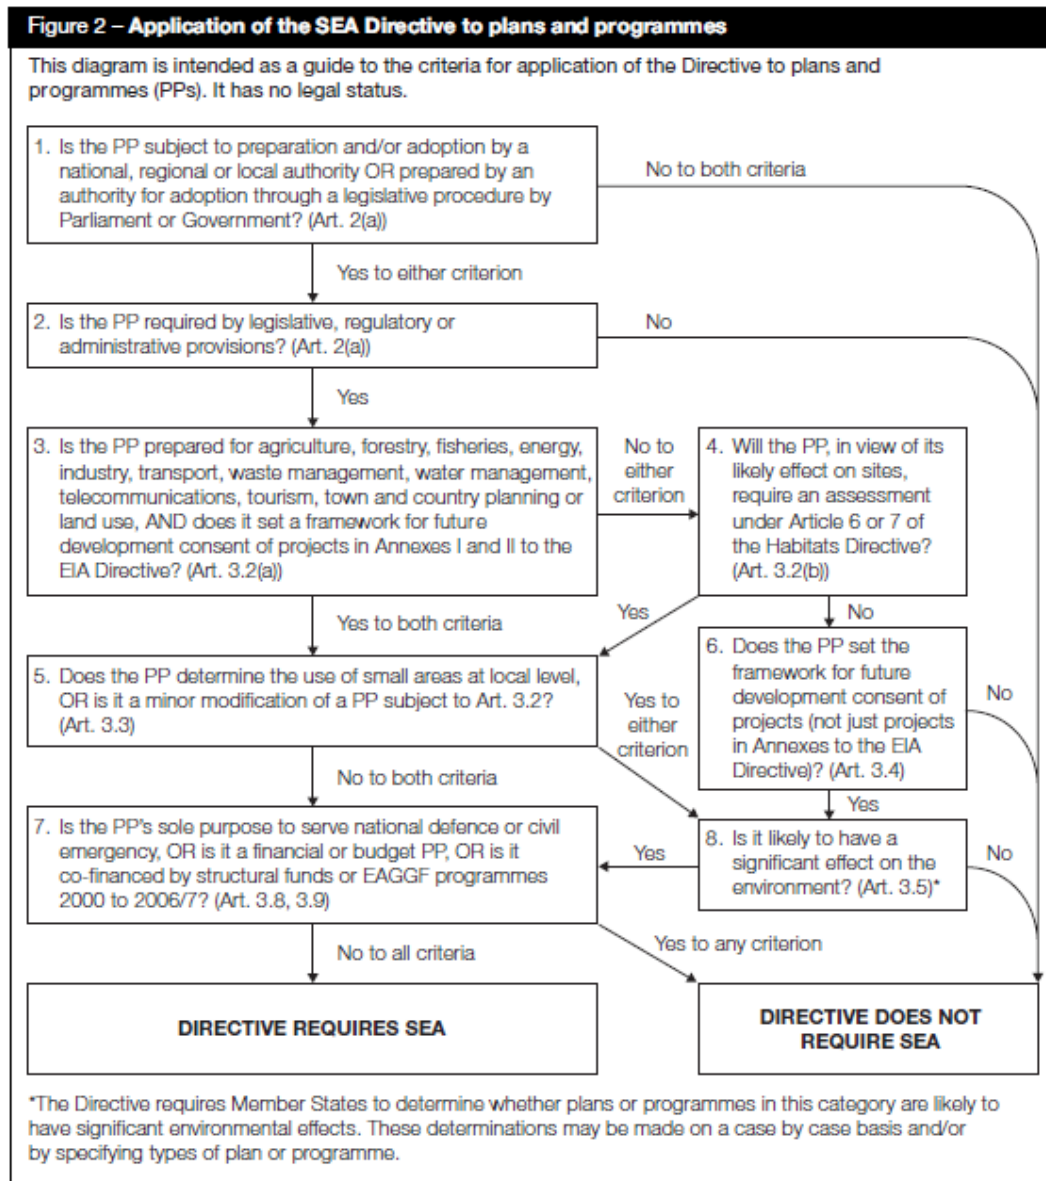 Figure 2 – Application of the SEA Directive to plans and programmes
This diagram is intended as a guide to the criteria for application of the Directive to plans and
programmes (PPs). It has no legal status.
1. Is the PP subject to preparation and/or adoption by a
national, regional or local authority OR prepared by an
authority for adoption through a legislative procedure by
Parliament or Government? (Art. 2(a))
No to both criteria
Yes to either criterion
2. Is the PP required by legislative, regulatory or
administrative provisions? (Art. 2(a))
No
Yes
3. Is the PP prepared for agriculture, forestry, fisheries, energy,
industry, transport, waste management, water management,
telecommunications, tourism, town and country planning or
land use, AND does it set a framework for future
development consent of projects in Annexes I and II to the
EIA Directive? (Art. 3.2(a))
No to
either
criterion
4. Will the PP, in view of its
likely effect on sites,
require an assessment
under Article 6 or 7 of
the Habitats Directive?
(Art. 3.2(b))
Yes to both criteria
Yes
No
5. Does the PP determine the use of small areas at local level,
OR is it a minor modification of a PP subject to Art. 3.2?
(Art. 3.3)
Yes to
either
criterion
6. Does the PP set the
framework for future
development consent of
projects (not just projects
in Annexes to the EIA
Directive)? (Art. 3.4)
No
No to both criteria
Yes
7. Is the PP's sole purpose to serve national defence or civil
emergency, OR is it a financial or budget PP, OR is it
co-financed by structural funds or EAGGF programmes
2000 to 2006/7? (Art. 3.8, 3.9)
Yes
8. Is it likely to have a
significant effect on the
environment? (Art. 3.5)*
No
No to all criteria
Yes to any criterion
DIRECTIVE REQUIRES SEA
DIRECTIVE DOES NOT
REQUIRE SEA
*The Directive requires Member States to determine whether plans or programmes in this category are likely to
have significant environmental effects. These determinations may be made on a case by case basis and/or
by specifying types of plan or programme.